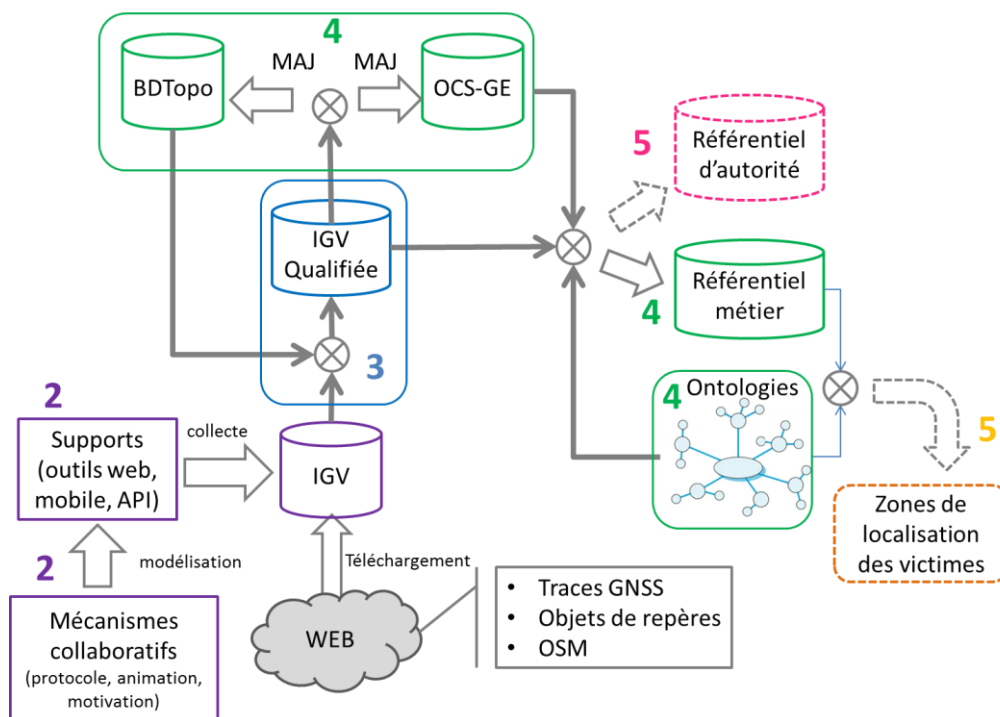 4
MAJ
MAJ
BDTopo
OCS-GE
5
Référentiel
d'autorité
IGV
Qualifiée
Référentiel
métier
4
3
4
Ontologies
2
Supports
(outils web,
mobile, API)
collecte
IGV
5
Zones de
localisation
des victimes
2
modélisation
Téléchargement
Mécanismes
collaboratifs
(protocole, animation,
motivation)
WEB
• Traces GNSS
• Objets de repères
• OSM